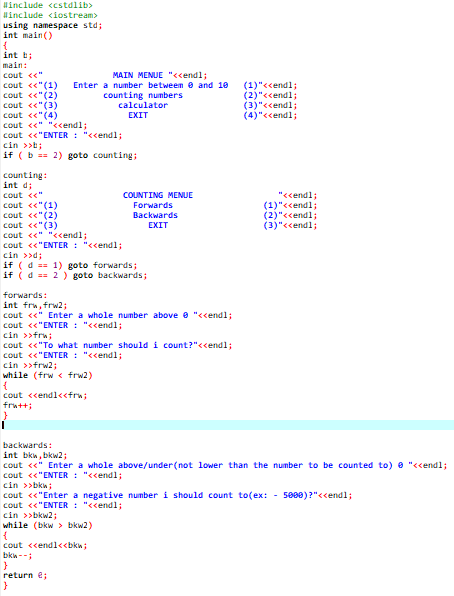 #include <cstdlib>
#include <iostream>
using namespace std;
int main()
{
int b;
main:
cout <<"               MAIN MENUE "<<endl;
cout <<"(1)   Enter a number betweem 0 and 10   (1)"<<endl;
cout <<"(2)         counting numbers            (2)"<<endl;
cout <<"(3)            calculator               (3)"<<endl;
cout <<"(4)              EXIT                   (4)"<<endl;
cout <<" "<<endl;
cout <<"ENTER : "<<endl;
cin >>b;
if ( b == 2) goto counting;
counting:
int d;
cout <<"                COUNTING MENUE                 "<<endl;
cout <<"(1)               Forwards                  (1)"<<endl;
cout <<"(2)               Backwards                 (2)"<<endl;
cout <<"(3)                  EXIT                   (3)"<<endl;
cout <<" "<<endl;
cout <<"ENTER : "<<endl;
cin >>d;
if ( d == 1) goto forwards;
if ( d == 2 ) goto backwards;
forwards:
int frw,frw2;
cout <<" Enter a whole number above 0 "<<endl;
cout <<"ENTER : "<<endl;
cin >>frw;
cout <<"To what number should i count?"<<endl;
cout <<"ENTER : "<<endl;
cin >>frw2;
while (frw < frw2)
{
cout <<endl<<frw;
frw++;
}
backwards:
int bkw,bkw2;
cout <<" Enter a whole above/under(not lower than the number to be counted to) 0 "<<endl;
cout <<"ENTER : "<<endl;
cin >>bkw;
cout <<"Enter a negative number i should count to(ex: - 5000)?"<<endl;
cout <<"ENTER : "<<endl;
cin >>bkw2;
while (bkw > bkw2)
{
cout <<endl<<bkw;
bkw--;
}
return 0;
}